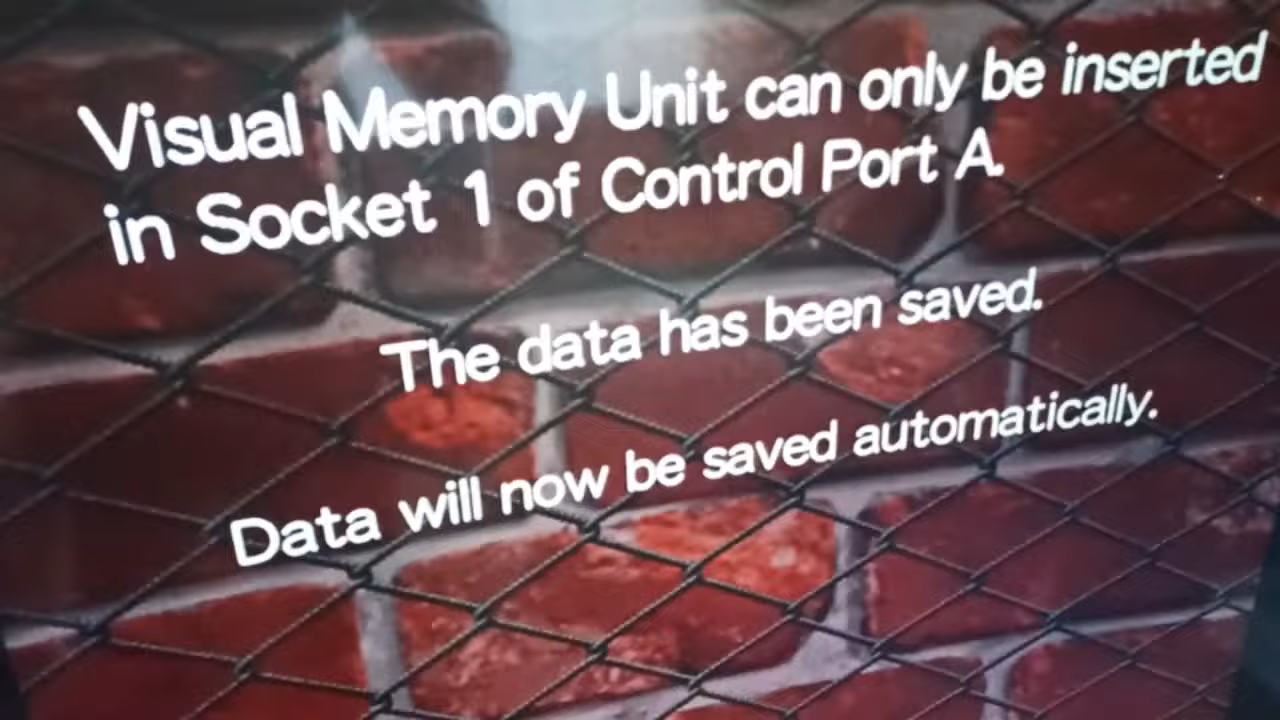 Visual Memory Unit can only be inserted
in Socket 1 of Control Port A.
The data has been saved.
Data will now be saved automatically.